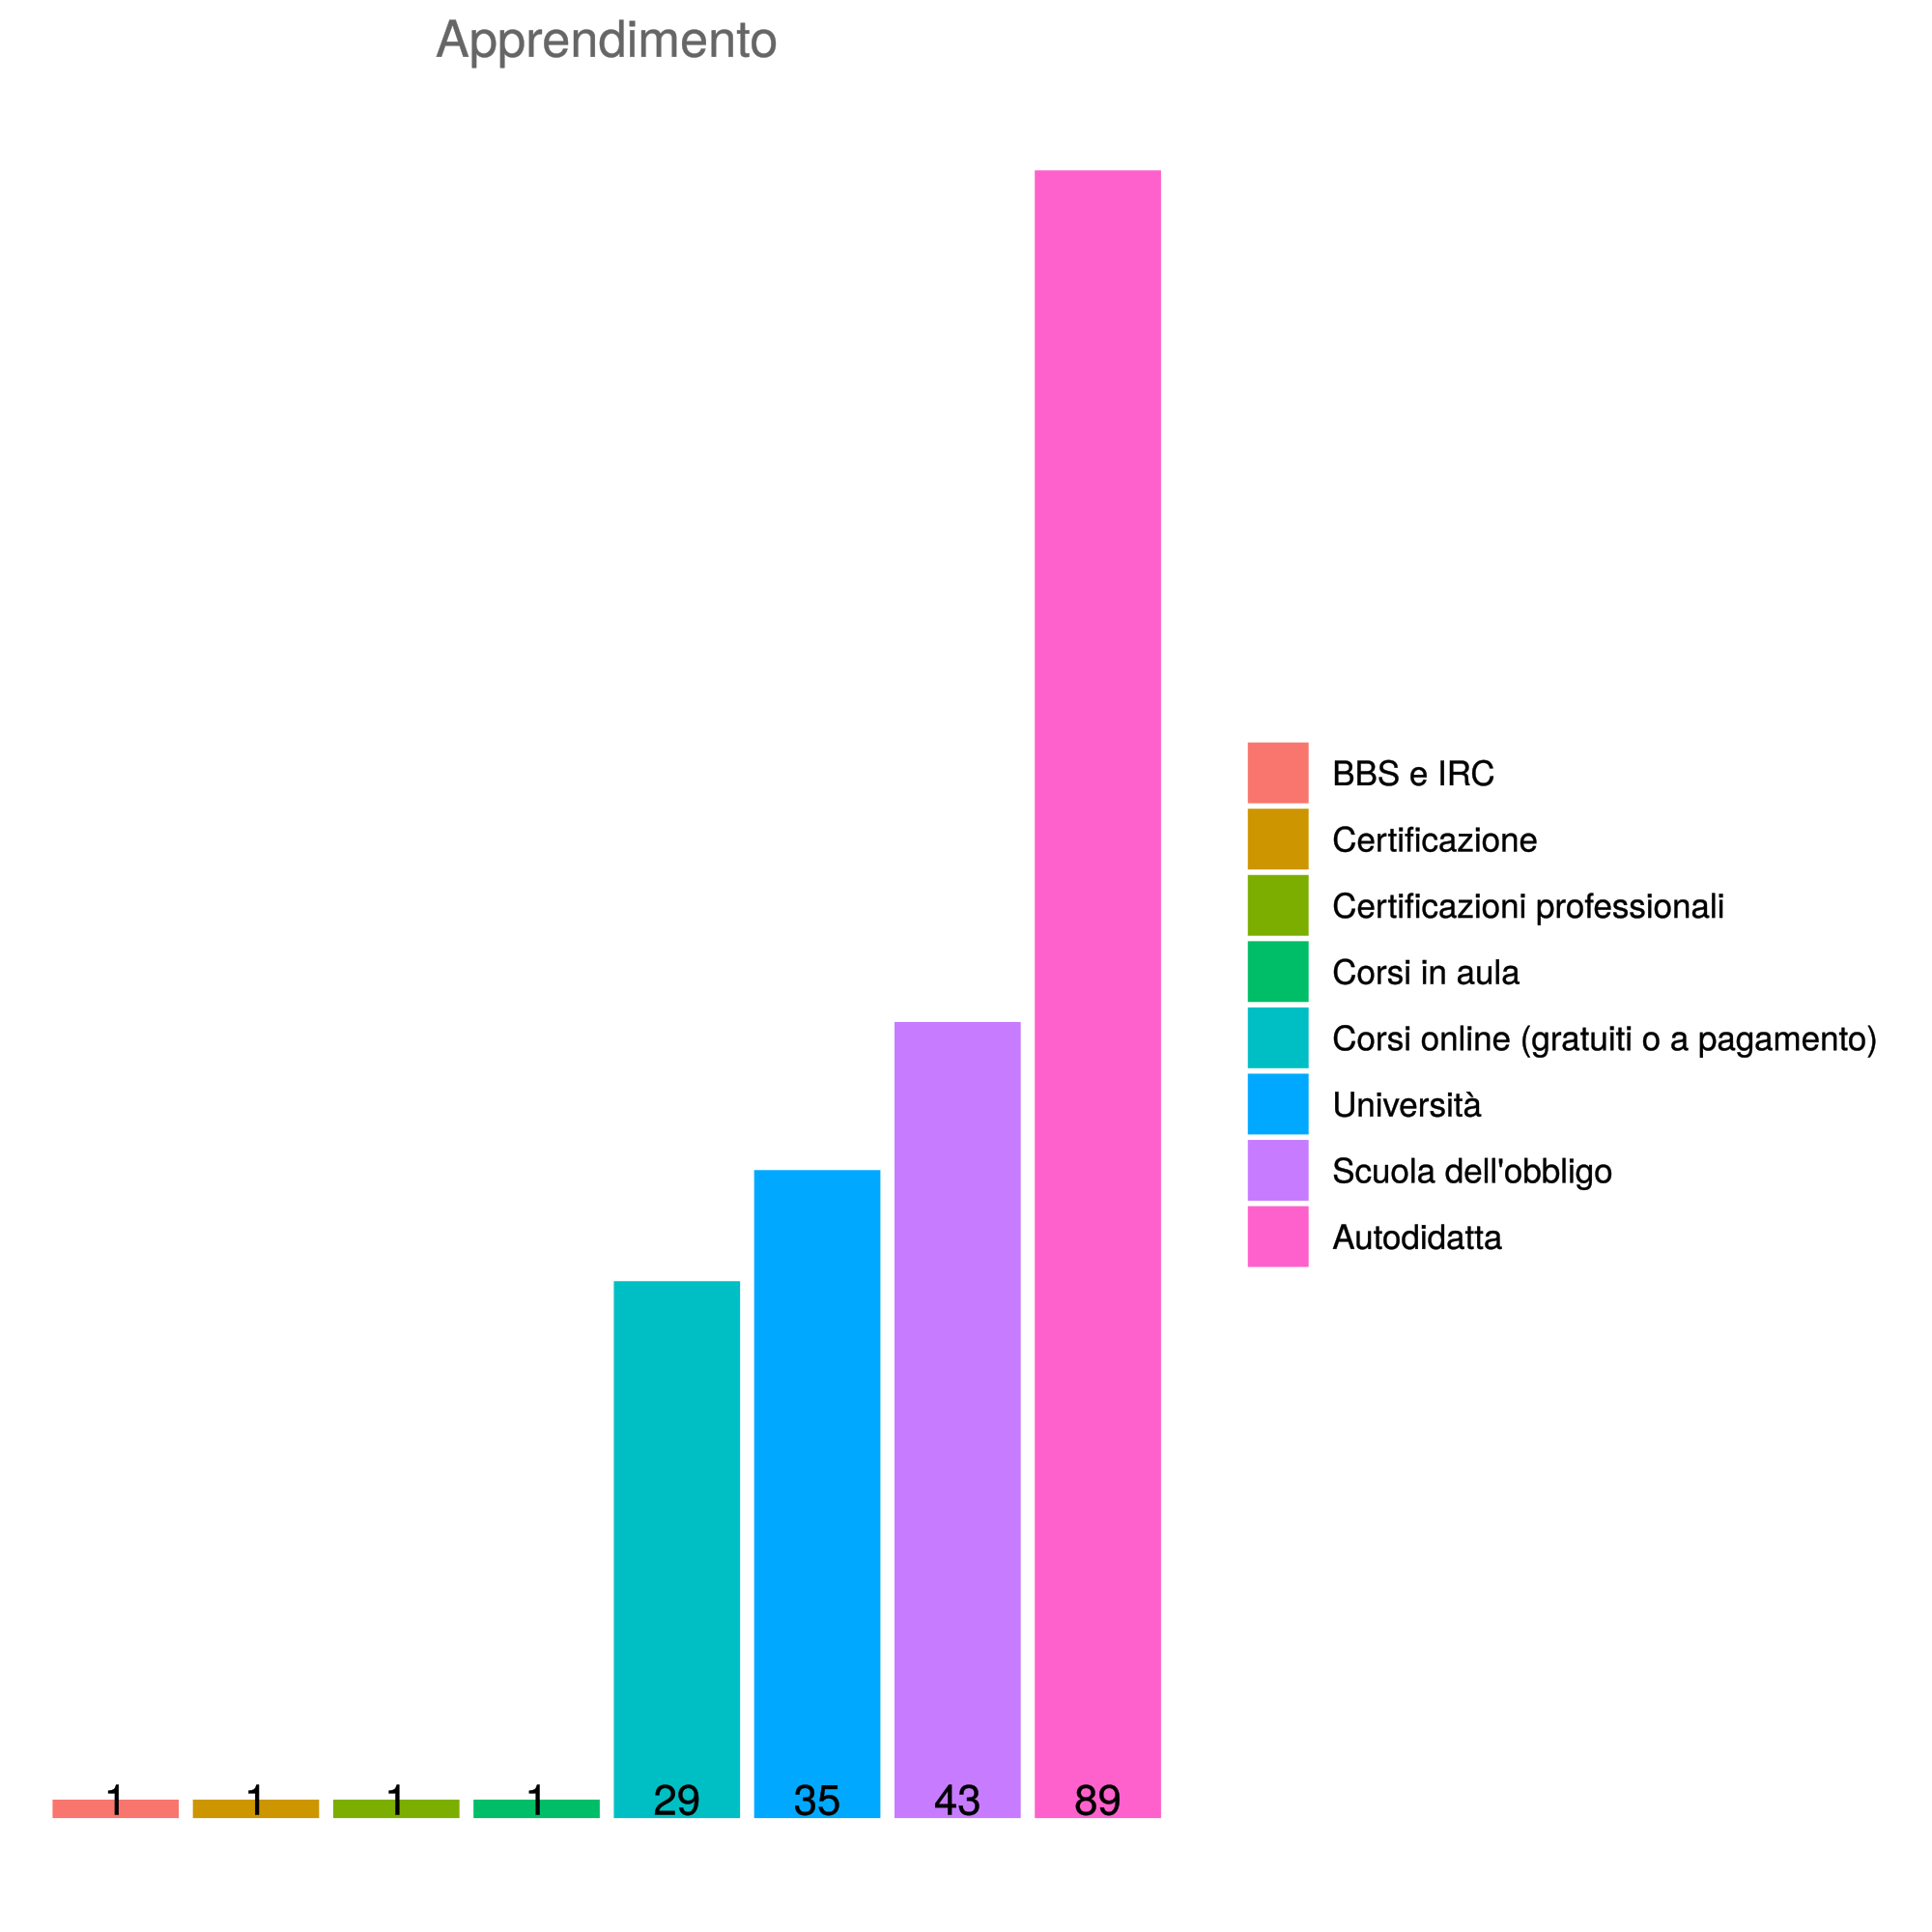 Apprendimento
BBS e IRC
Certificazione
Certificazioni professionali
Corsi in aula
Corsi online (gratuiti o a pagamento)
Università
Scuola dell'obbligo
Autodidatta
1 1 1 1 29 35 43 89